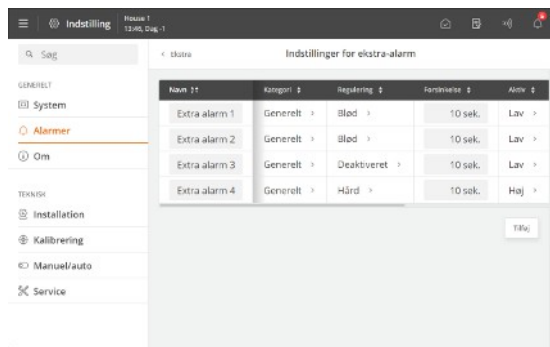 Indstilling
House 1
13:46, Dag -1
Søg
GENERELT
System
Alarmer
Om
TEKNISK
Installation
Kalibrering
Manuel/auto
Service
< Ekstra
Indstillinger for ekstra-alarm
Navn Kategori Regulering Forsinkelse Aktiv
Extra alarm 1 Generelt > Blød > 10 sek. Lav >
Extra alarm 2 Generelt > Blød > 10 sek. Lav >
Extra alarm 3 Generelt > Deaktiveret > 10 sek. Lav >
Extra alarm 4 Generelt > Hård > 10 sek. Høj >
Tilføj